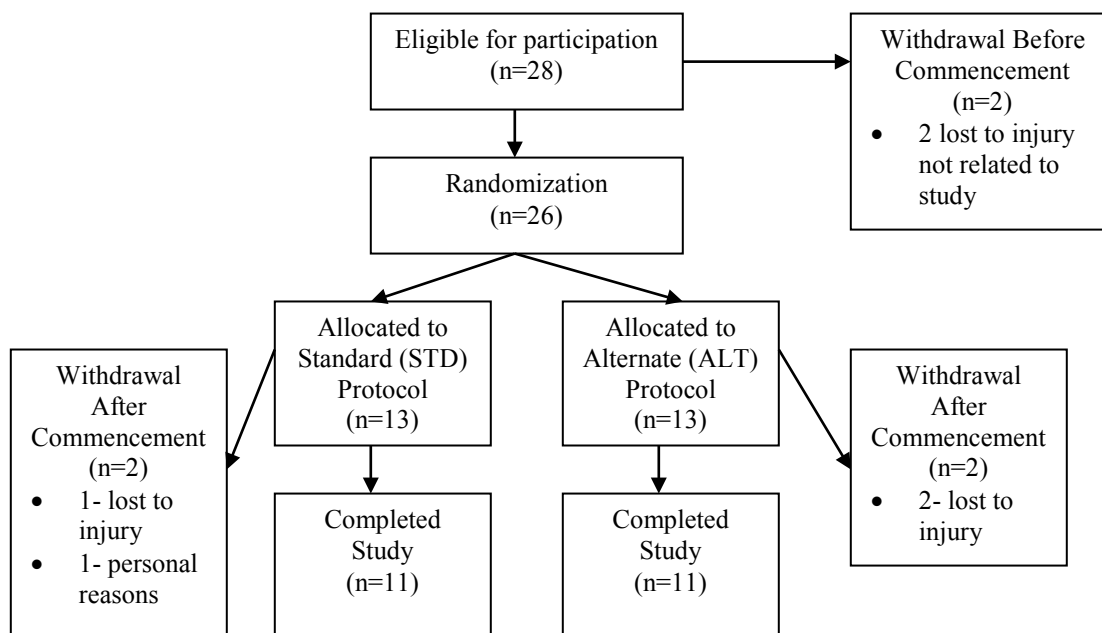 Eligible for participation
(n=28)
Withdrawal Before
Commencement
(n=2)
• 2 lost to injury
not related to
study
Randomization
(n=26)
Allocated to
Standard (STD)
Protocol
(n=13)
Allocated to
Alternate (ALT)
Protocol
(n=13)
Withdrawal
After
Commencement
(n=2)
• 1- lost to
injury
• 1- personal
reasons
Withdrawal
After
Commencement
(n=2)
• 2- lost to
injury
Completed
Study
(n=11)
Completed
Study
(n=11)